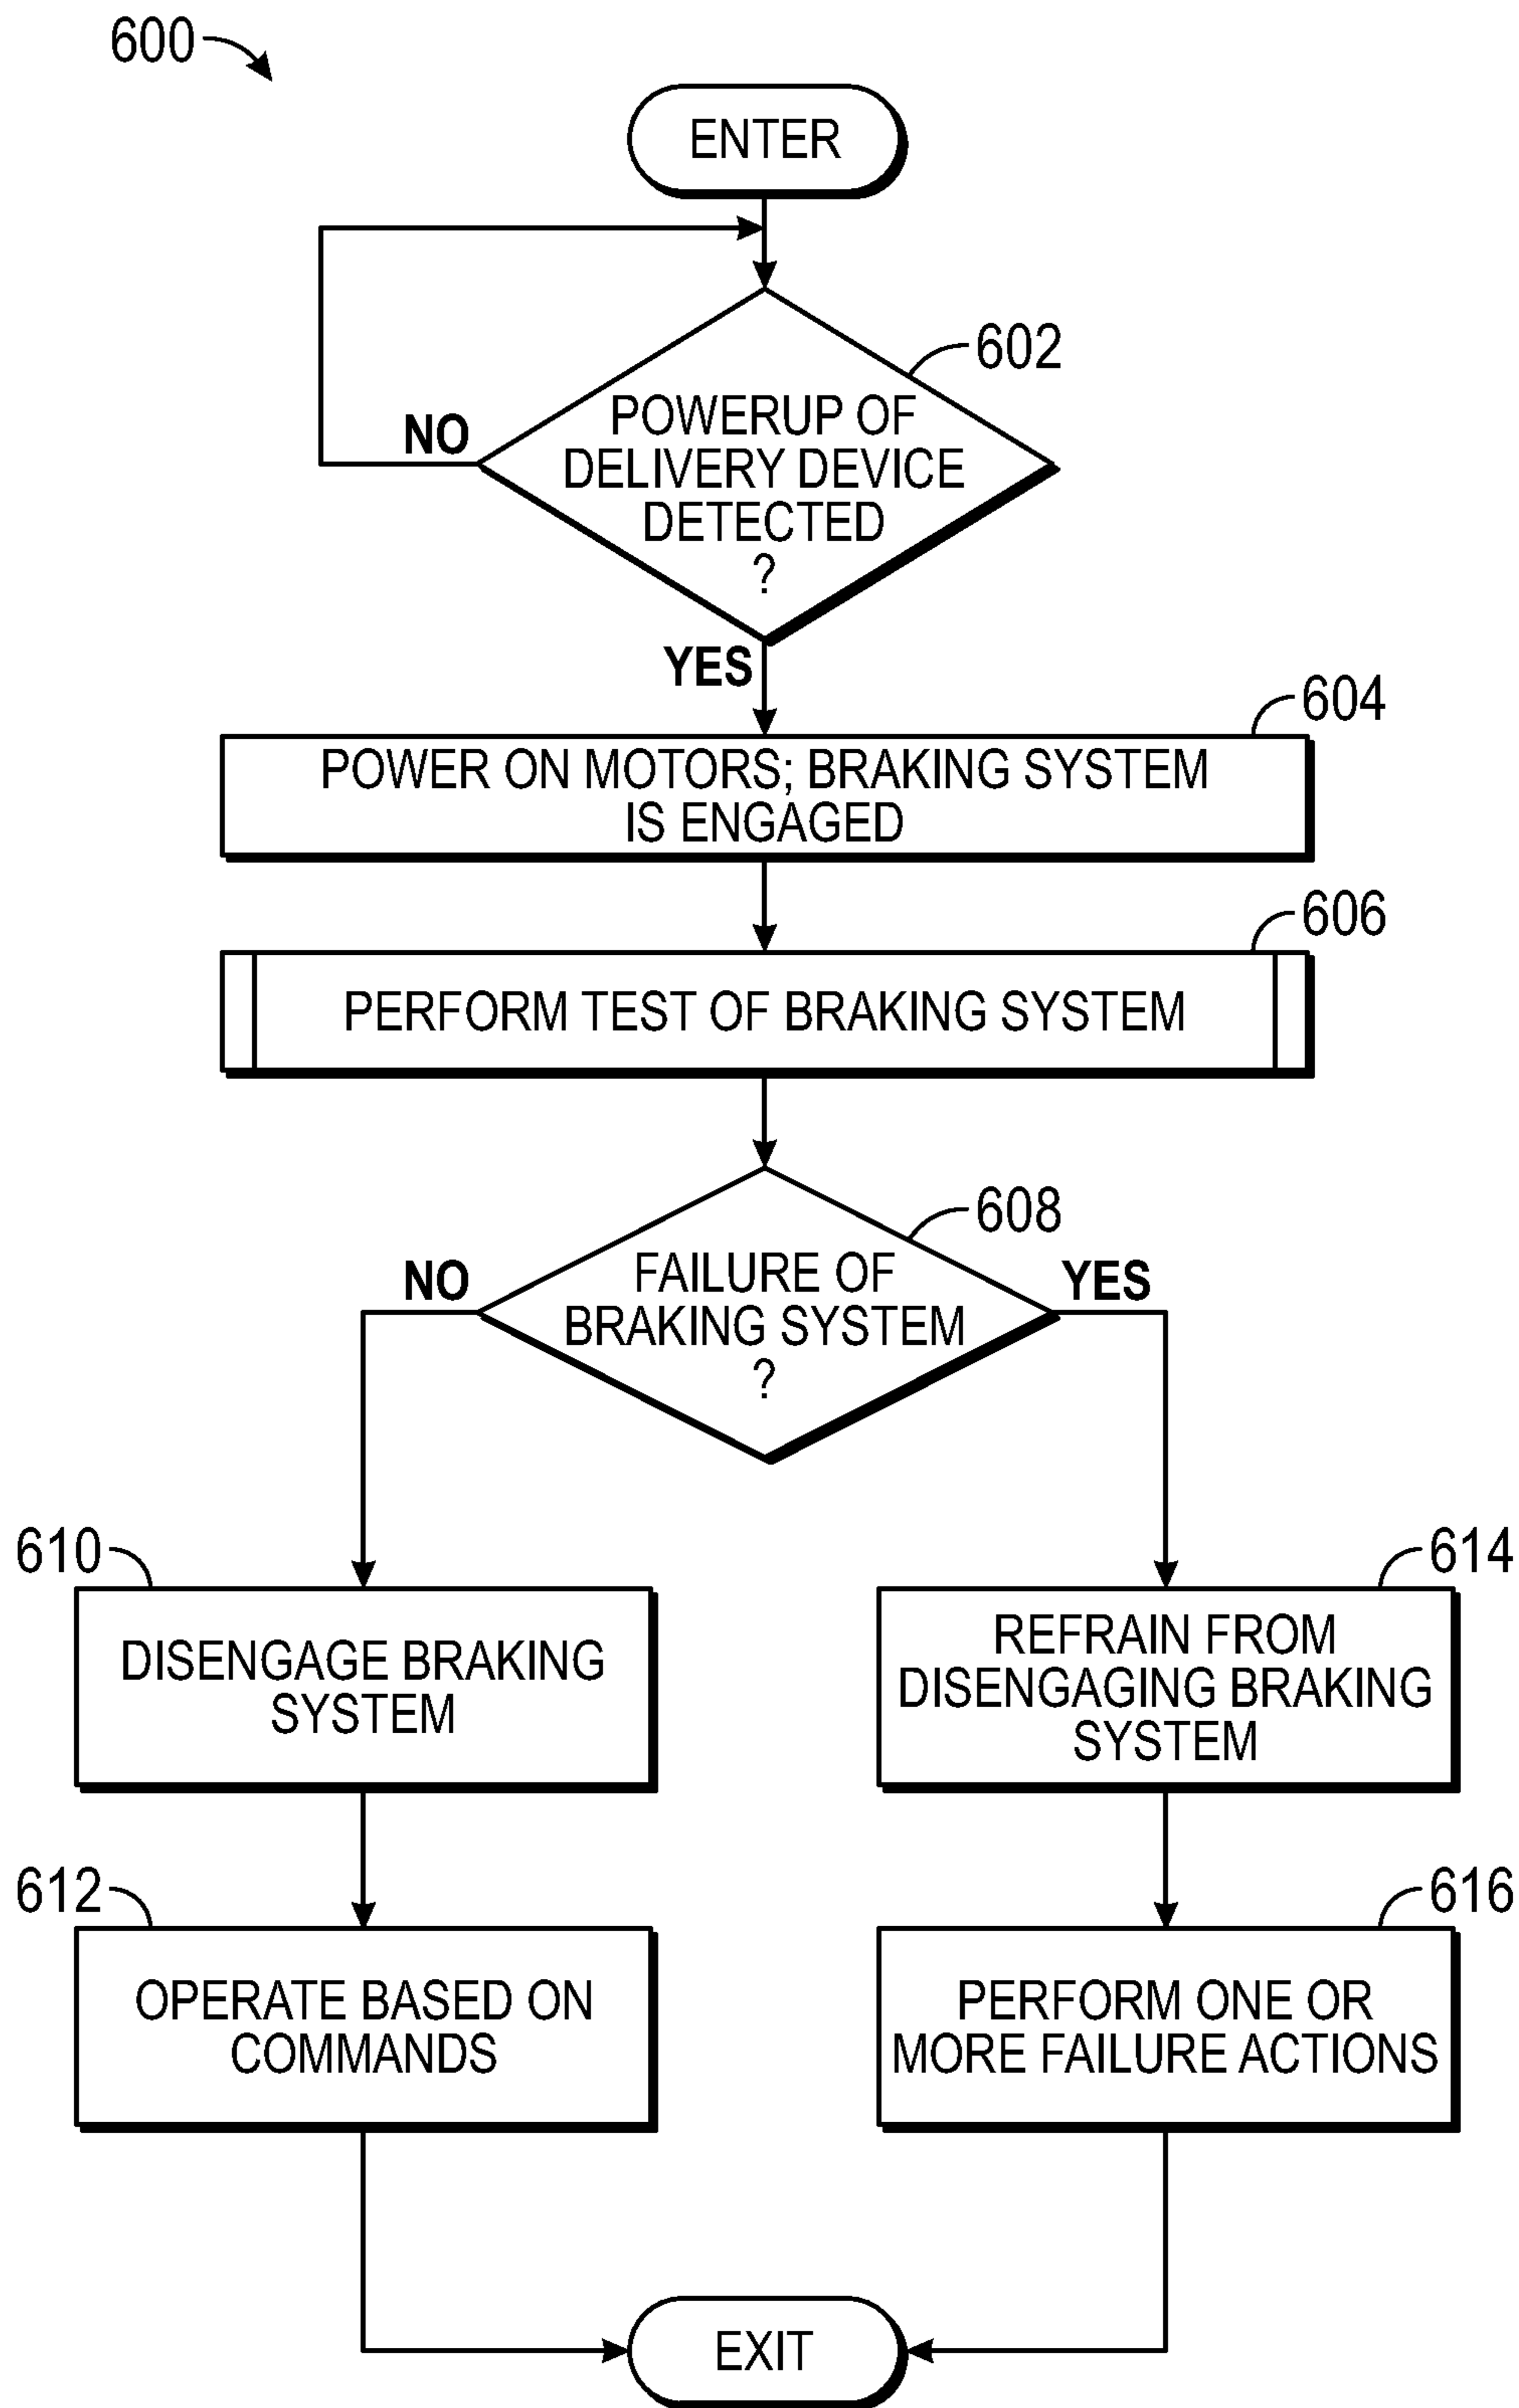 600
ENTER
602
POWERUP OF
DELIVERY DEVICE
DETECTED
?
NO
YES
604
POWER ON MOTORS; BRAKING SYSTEM
IS ENGAGED
606
PERFORM TEST OF BRAKING SYSTEM
608
FAILURE OF
BRAKING SYSTEM
?
NO
YES
610
DISENGAGE BRAKING
SYSTEM
614
REFRAIN FROM
DISENGAGING BRAKING
SYSTEM
612
OPERATE BASED ON
COMMANDS
616
PERFORM ONE OR
MORE FAILURE ACTIONS
EXIT